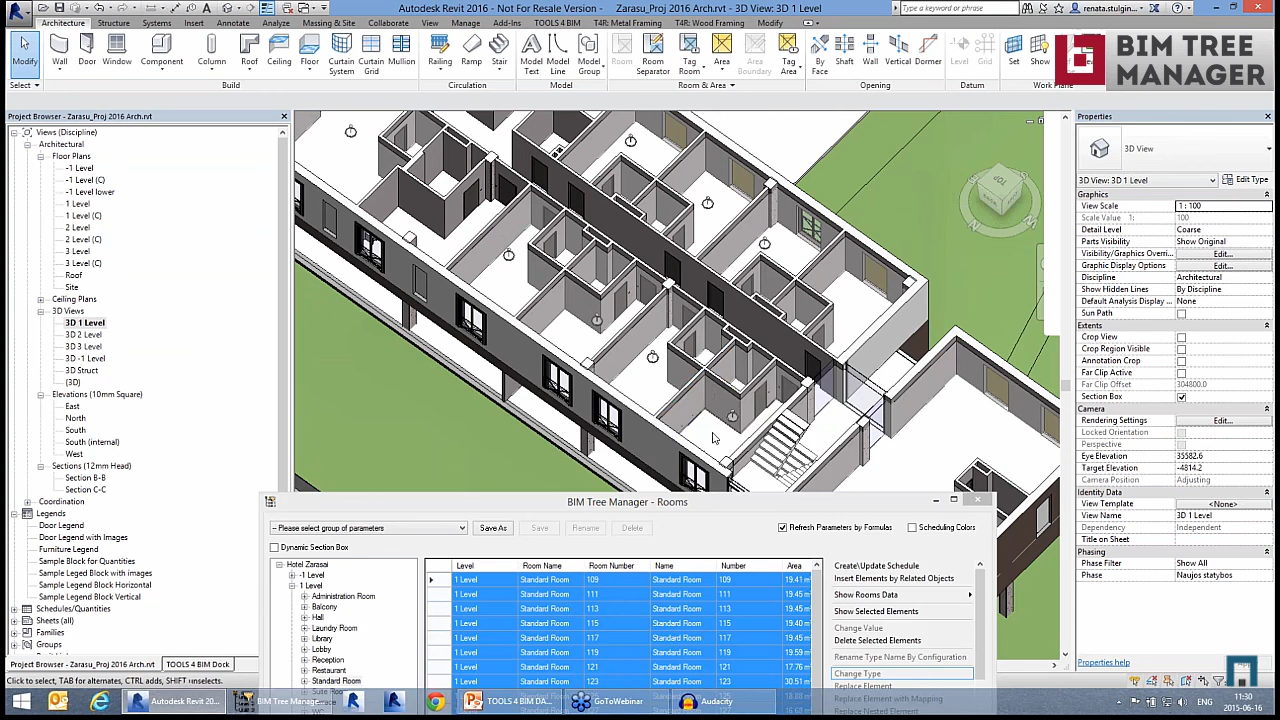 Autodesk Revit 2016 - Not For Resale Version - Zarasu_Proj 2016 Arch.rvt - 3D View: 3D 1 Level
Type a keyword or phrase
renata.stulgin...
Architecture Structure Systems Insert Annotate Analyze Massing & Site Collaborate View Manage Add-Ins TOOLS 4 BIM T4R: Metal Framing T4R: Wood Framing Modify
Modify Wall Door Window Component Column Roof Ceiling Floor Curtain System Curtain Grid Mullion Railing Ramp Stair Model Text Model Line Model Group Room Room Separator Tag Room Area Area Boundary Tag Area By Face Shaft Wall Vertical Dormer Level Grid Set Show
Select Build Circulation Model Room & Area Opening Datum Work Plane
BIM TREE
MANAGER
Project Browser - Zarasu_Proj 2016 Arch.rvt
Views (Discipline)
Architectural
Floor Plans
-1 Level
-1 Level (C)
-1 Level lower
1 Level
1 Level (C)
2 Level
2 Level (C)
3 Level
3 Level (C)
Roof
Site
Ceiling Plans
3D Views
3D 1 Level
3D 2 Level
3D 3 Level
3D -1 Level
3D Struct
(3D)
Elevations (10mm Square)
East
North
South
South (internal)
West
Sections (12mm Head)
Section B-B
Section C-C
Coordination
Legends
Door Legend
Door Legend with Images
Furniture Legend
Sample Block for Quantities
Sample Leged Block with images
Sample Legend Block Horizontal
Sample Legend Block Vertical
Schedules/Quantities
Sheets (all)
Families
Groups
Project Browser - Zarasu_Proj 2016 Arch.rvt TOOLS 4 BIM Dock
Click to select, TAB for alternates, CTRL adds, SHIFT unselects.
TOP
Properties
3D View
3D View: 3D 1 Level Edit Type
Graphics
View Scale 1 : 100
Scale Value 1: 100
Detail Level Coarse
Parts Visibility Show Original
Visibility/Graphics Overri... Edit...
Graphic Display Options Edit...
Discipline Architectural
Show Hidden Lines By Discipline
Default Analysis Display ... None
Sun Path
Extents
Crop View
Crop Region Visible
Annotation Crop
Far Clip Active
Far Clip Offset 304800.0
Section Box
Camera
Rendering Settings Edit...
Locked Orientation
Perspective
Eye Elevation 35582.6
Target Elevation -4814.2
Camera Position Adjusting
Identity Data
View Template <None>
View Name 3D 1 Level
Dependency Independent
Title on Sheet
Phasing
Phase Filter Show All
Phase Naujos statybos
Properties help
BIM Tree Manager - Rooms
-- Please select group of parameters Save As Save Rename Delete Refresh Parameters by Formulas Scheduling Colors
Dynamic Section Box
Hotel Zarasai
-1 Level
1 Level
Administration Room
Balcony
Hall
Laundry Room
Library
Lobby
Reception
Restaurant
Standard Room
Level Room Name Room Number Name Number Area
1 Level Standard Room 109 Standard Room 109 19.41 m
1 Level Standard Room 111 Standard Room 111 19.45 m
1 Level Standard Room 113 Standard Room 113 19.45 m
1 Level Standard Room 115 Standard Room 115 19.40 m
1 Level Standard Room 117 Standard Room 117 19.45 m
1 Level Standard Room 119 Standard Room 119 19.59 m
1 Level Standard Room 121 Standard Room 121 17.76 m
1 Level Standard Room 123 Standard Room 123 30.51 m
Create\Update Schedule
Insert Elements by Related Objects
Show Rooms Data
Show Selected Elements
Change Value
Delete Selected Elements
Rename Type Name By Configuration
Change Type
Replace Element
Replace Element with Mapping
Replace Nested Element
Autodesk Revit 20... BIM Tree Manage... TOOLS 4 BIM DA... GoToWebinar Audacity
11:30
2015-06-16